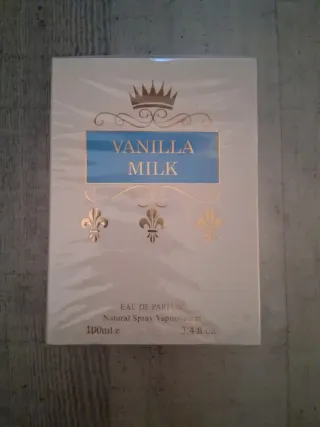 VANILLA
MILK
EAU DE PARFUM
Natural Spray Vaporisateur
100ml e 3.4 fl.oz.